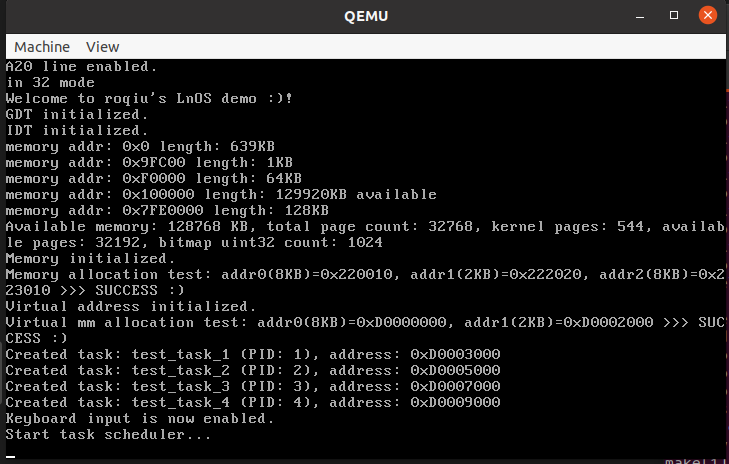 QEMU
Machine View
A20 line enabled.
in 32 mode
Welcome to roqiu's LnOS demo :)!
GDT initialized.
IDT initialized.
memory addr: 0x0 length: 639KB
memory addr: 0x9FC00 length: 1KB
memory addr: 0xF0000 length: 64KB
memory addr: 0x100000 length: 129920KB available
memory addr: 0x7FE0000 length: 128KB
Available memory: 128768 KB, total page count: 32768, kernel pages: 544, availab
le pages: 32192, bitmap uint32 count: 1024
Memory initialized.
Memory allocation test: addr0(8KB)=0x220010, addr1(2KB)=0x222020, addr2(8KB)=0x2
23010 >>> SUCCESS :)
Virtual address initialized.
Virtual mm allocation test: addr0(8KB)=0xD0000000, addr1(2KB)=0xD0002000 >>> SUC
CESS :)
Created task: test_task_1 (PID: 1), address: 0xD0003000
Created task: test_task_2 (PID: 2), address: 0xD0005000
Created task: test_task_3 (PID: 3), address: 0xD0007000
Created task: test_task_4 (PID: 4), address: 0xD0009000
Keyboard input is now enabled.
Start task scheduler...